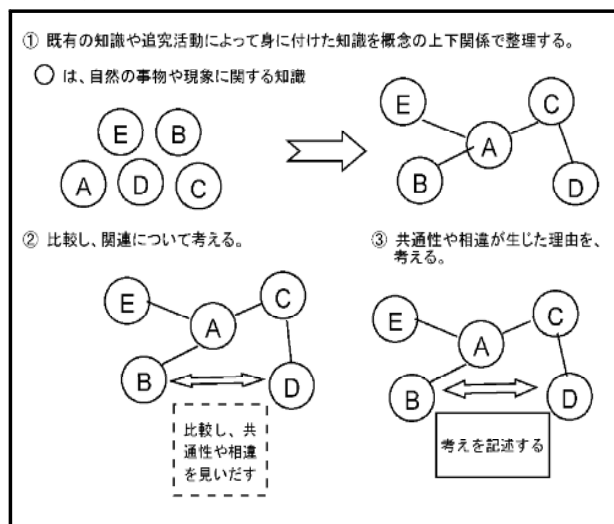 ① 既有の知識や追究活動によって身に付けた知識を概念の上下関係で整理する。
○ は、自然の事物や現象に関する知識
E B
A D C
E C
A
B D
② 比較し、関連について考える。
③ 共通性や相違が生じた理由を、
考える。
E C
A
B D
比較し、共
通性や相違
を見いだす
E C
A
B D
考えを記述する